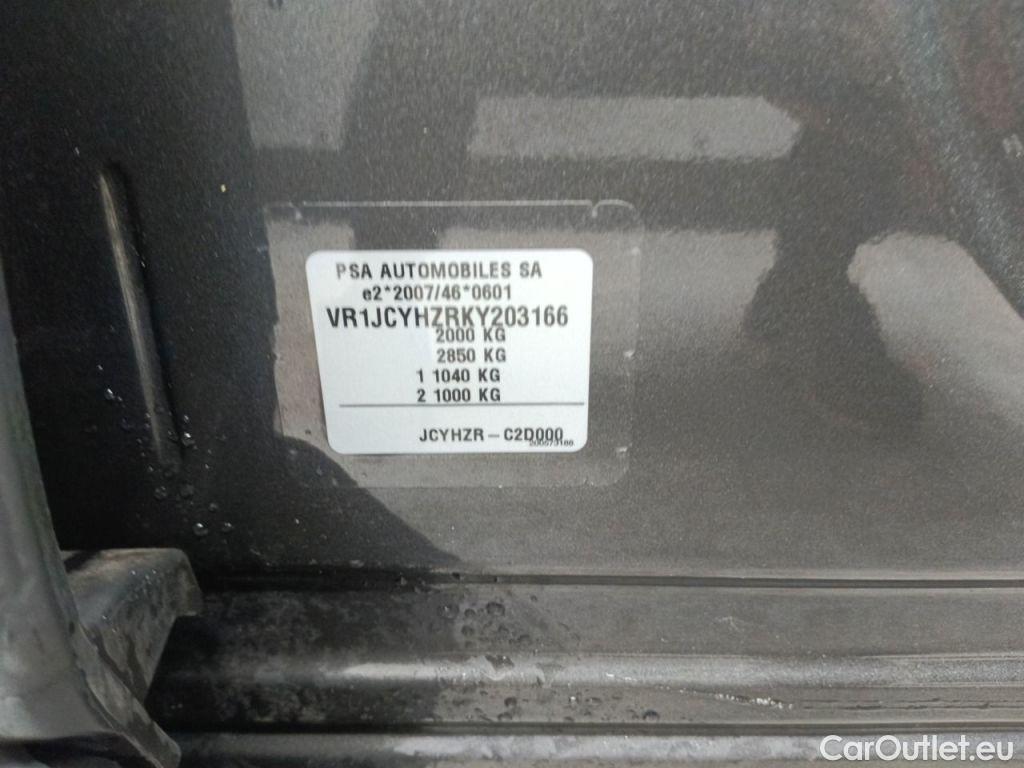 PSA AUTOMOBILES SA
e2*2007/46*0601
VR1JCYHZRKY203166
2000 KG
2850 KG
1 1040 KG
2 1000 KG
JCYHZR – C2D000
CarOutlet.eu